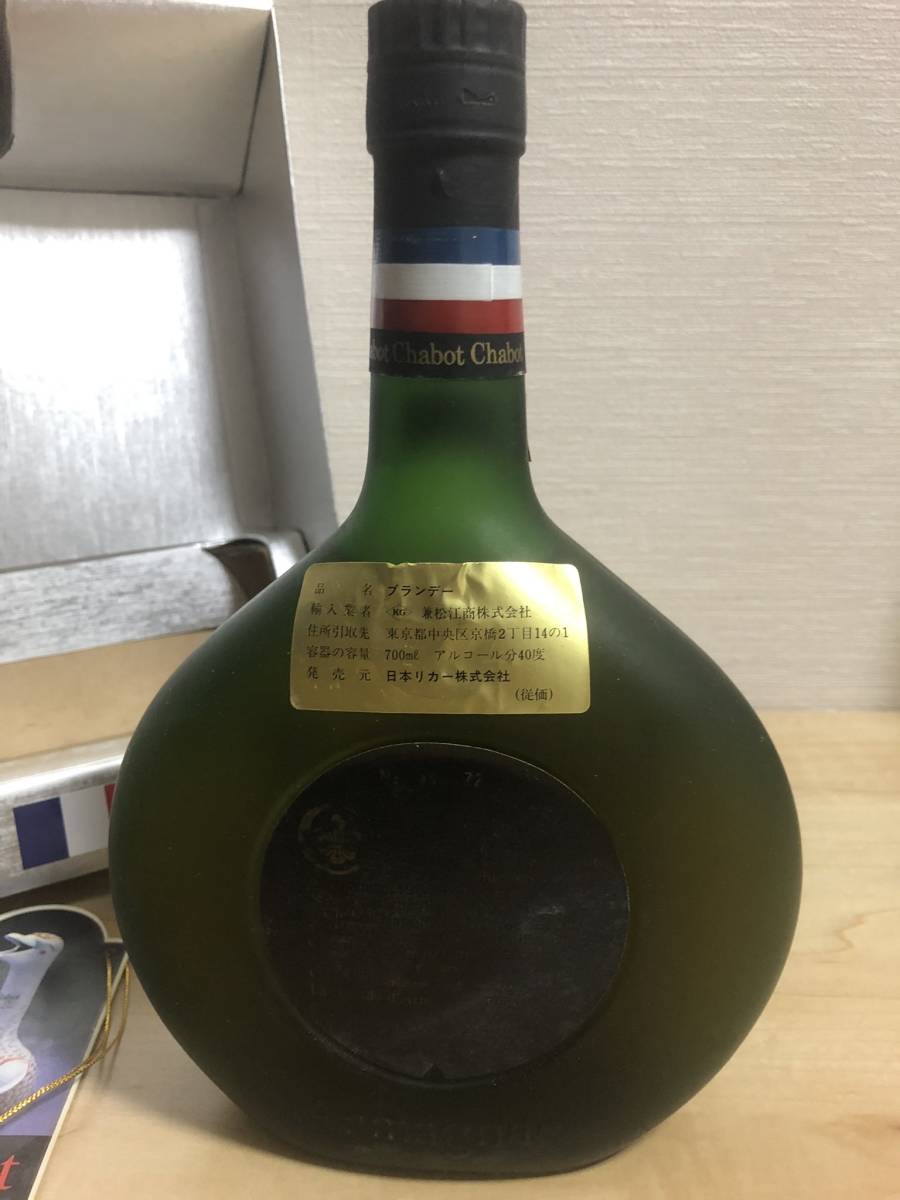 Chabot Chabot
品名 ブランデー
輸入業者 <KG> 兼松江商株式会社
住所引取先 東京都中央区京橋2丁目14の1
容器の容量 700㎖ アルコール分40度
発売元 日本リカー株式会社
(従価)